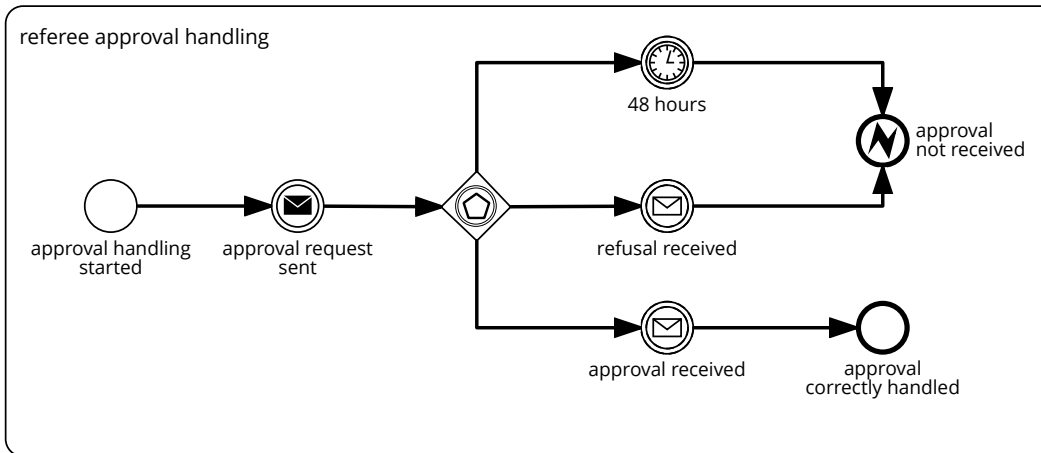 referee approval handling
48 hours
approval
not received
approval handling
started
approval request
sent
refusal received
approval received
approval
correctly handled